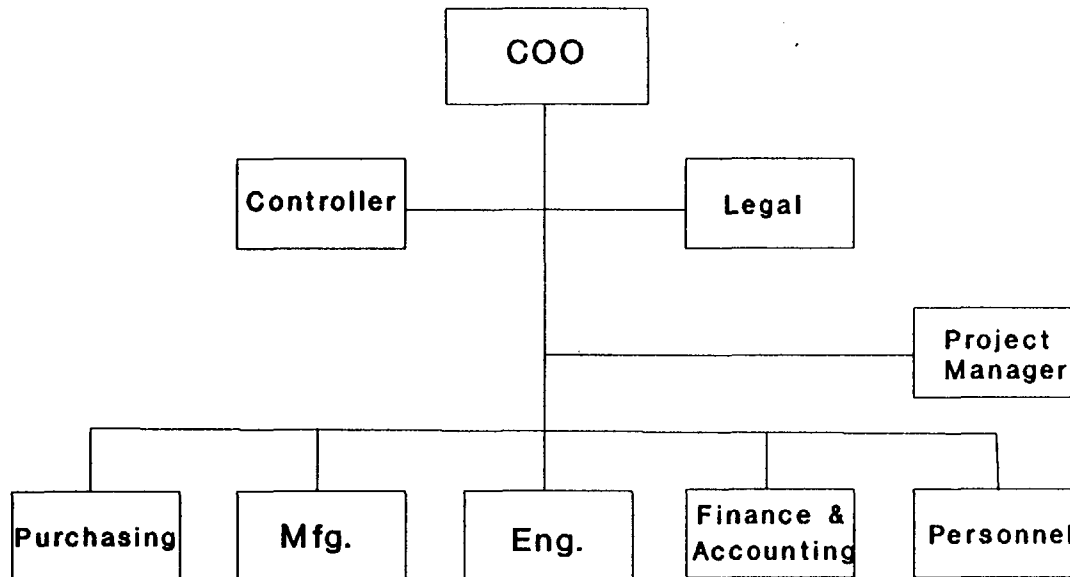 COO
Controller
Legal
Project
Manager
Purchasing
Mfg.
Eng.
Finance &
Accounting
Personnel